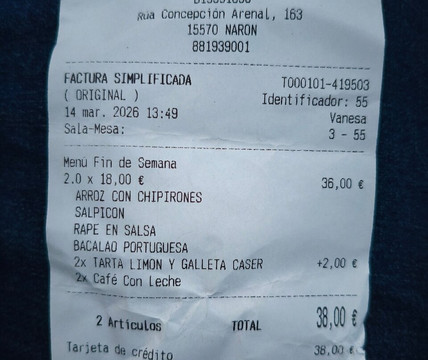 Rúa Concepción Arenal, 163
15570 NARON
881939001
FACTURA SIMPLIFICADA T000101-419503
( ORIGINAL ) Identificador: 55
14 mar. 2026 13:49 Vanesa
Sala-Mesa: 3 - 55
Menú Fin de Semana
2.0 x 18,00 € 36,00 €
ARROZ CON CHIPIRONES
SALPICON
RAPE EN SALSA
BACALAO PORTUGUESA
2x TARTA LIMON Y GALLETA CASER +2,00 €
2x Café Con Leche
2 Artículos TOTAL 38,00 €
Tarjeta de crédito 38,00 €